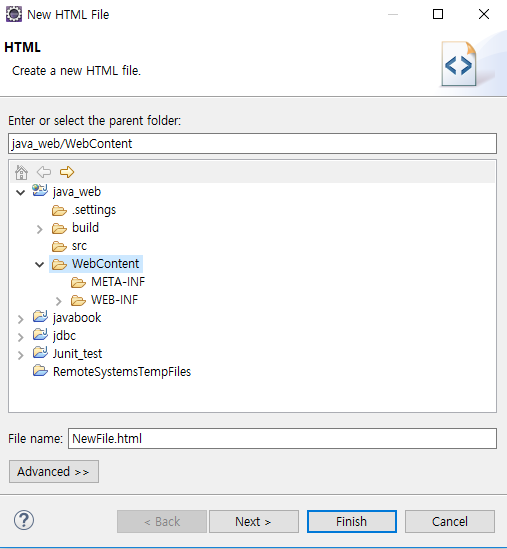 New HTML File
HTML
Create a new HTML file.
Enter or select the parent folder:
java_web/WebContent
java_web
.settings
build
src
WebContent
META-INF
WEB-INF
javabook
jdbc
Junit_test
RemoteSystemsTempFiles
File name: NewFile.html
Advanced >>
? < Back Next > Finish Cancel